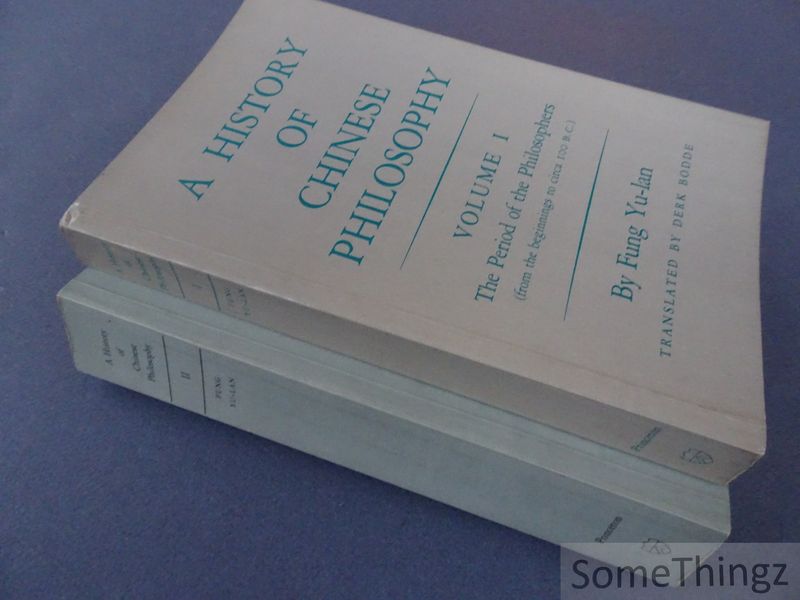 A HISTORY
OF
CHINESE
PHILOSOPHY
VOLUME I
The Period of the Philosophers
(from the beginnings to circa 100 B.C.)
By Fung Yu-lan
TRANSLATED BY DERK BODDE
A History
of
Chinese
Philosophy
I
FUNG
YU-LAN
Princeton
A History
of
Chinese
Philosophy
II
FUNG
YU-LAN
Princeton
SomeThingz